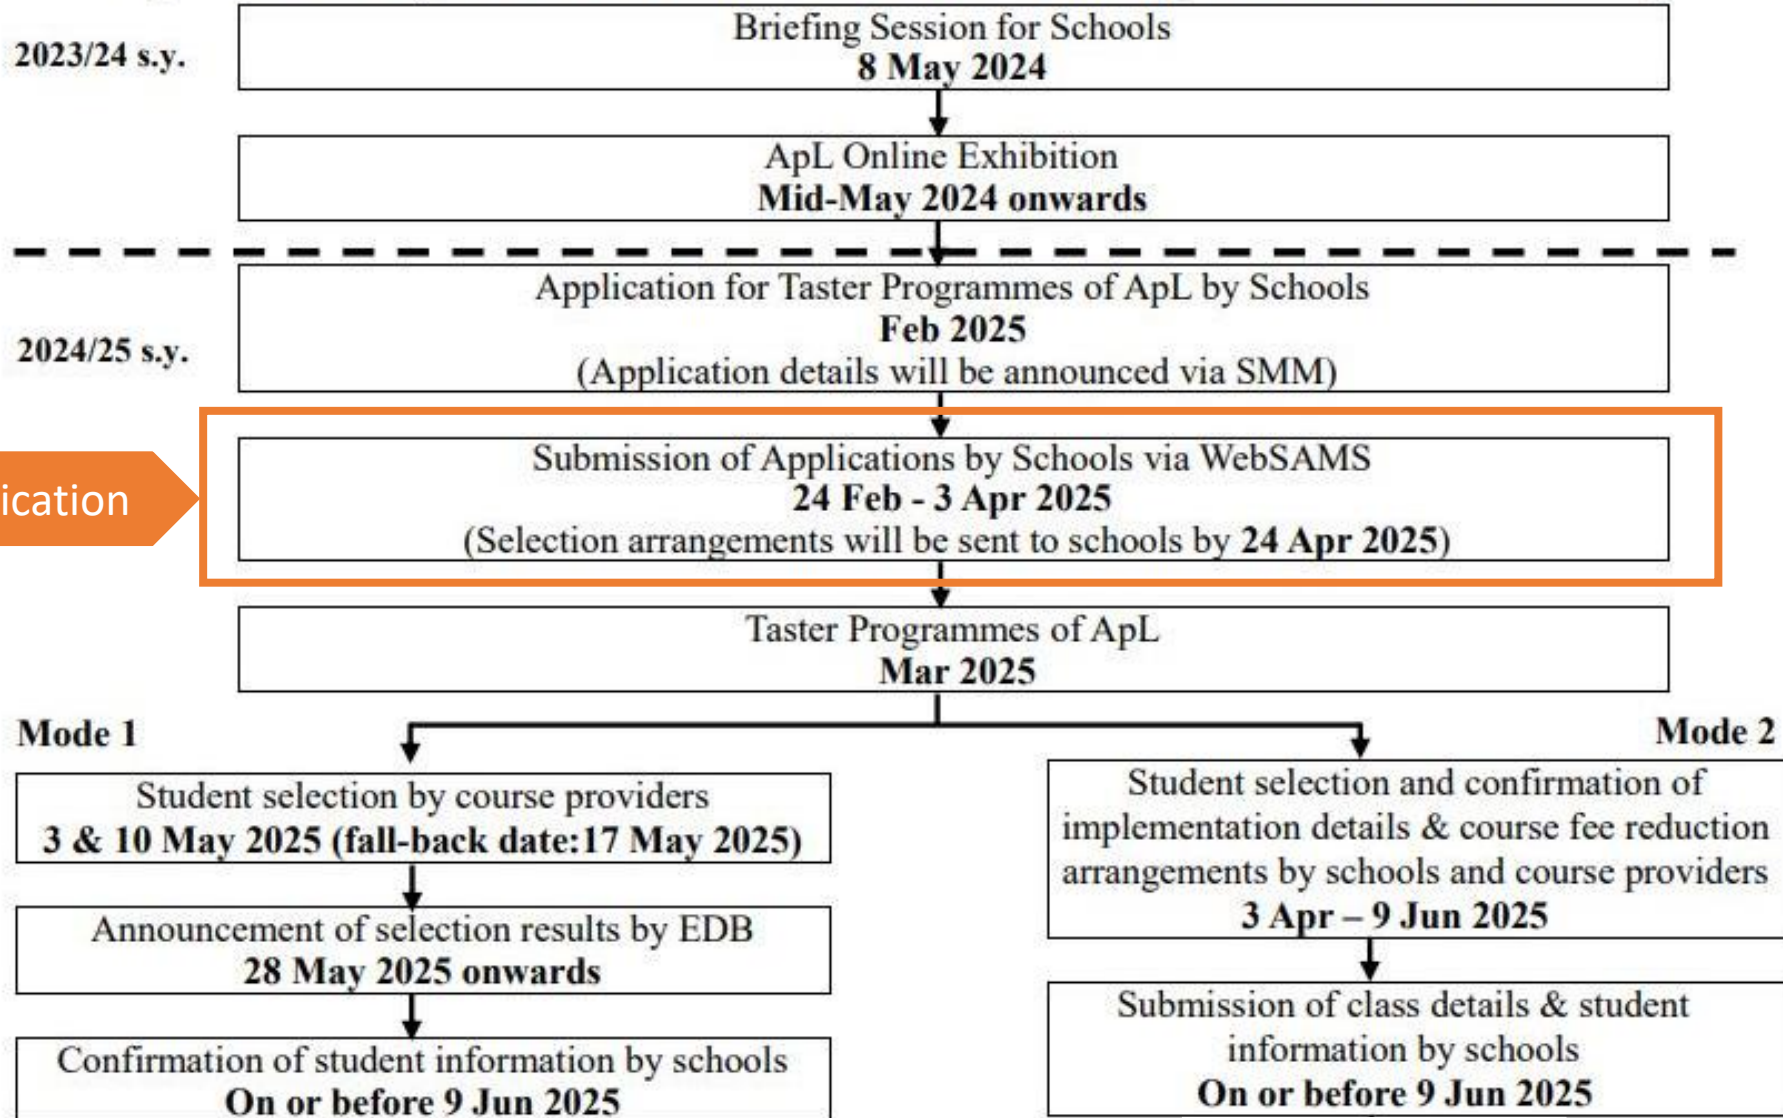 2023/24 s.y.
Briefing Session for Schools
8 May 2024
ApL Online Exhibition
Mid-May 2024 onwards
2024/25 s.y.
Application for Taster Programmes of ApL by Schools
Feb 2025
(Application details will be announced via SMM)
ication
Submission of Applications by Schools via WebSAMS
24 Feb - 3 Apr 2025
(Selection arrangements will be sent to schools by 24 Apr 2025)
Taster Programmes of ApL
Mar 2025
Mode 1
Student selection by course providers
3 & 10 May 2025 (fall-back date:17 May 2025)
Announcement of selection results by EDB
28 May 2025 onwards
Confirmation of student information by schools
On or before 9 Jun 2025
Mode 2
Student selection and confirmation of
implementation details & course fee reduction
arrangements by schools and course providers
3 Apr – 9 Jun 2025
Submission of class details & student
information by schools
On or before 9 Jun 2025